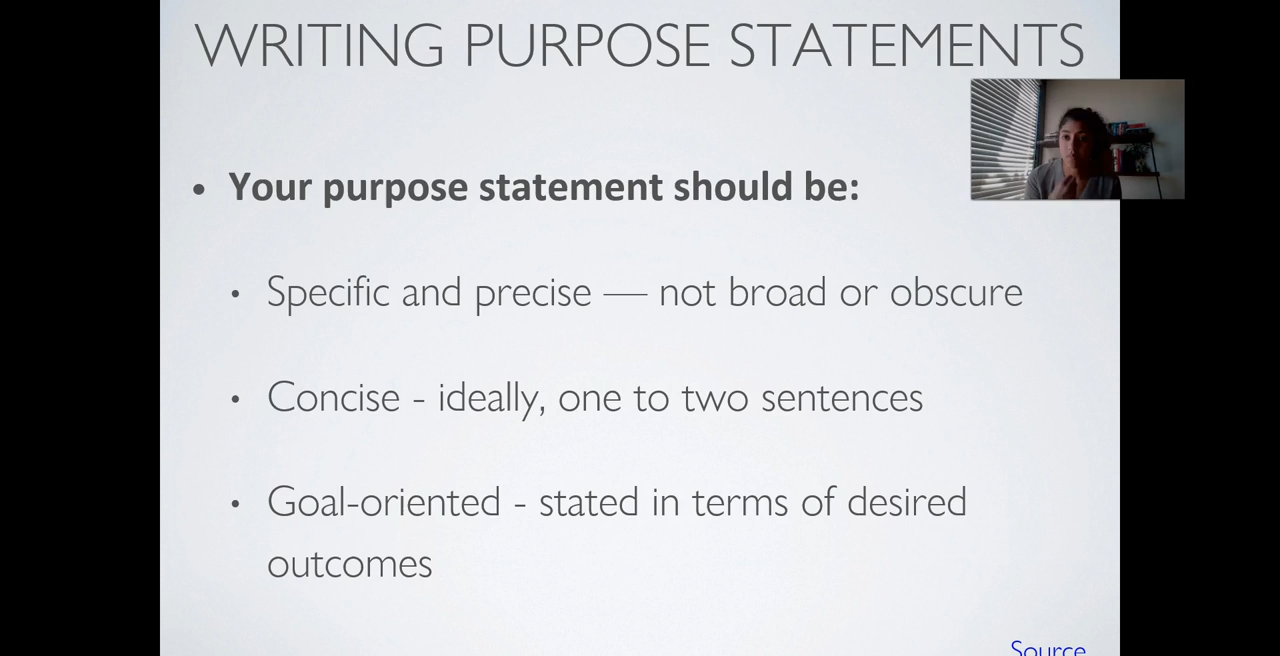 WRITING PURPOSE STATEMENTS
• Your purpose statement should be:
• Specific and precise — not broad or obscure
• Concise - ideally, one to two sentences
• Goal-oriented - stated in terms of desired
outcomes
Source